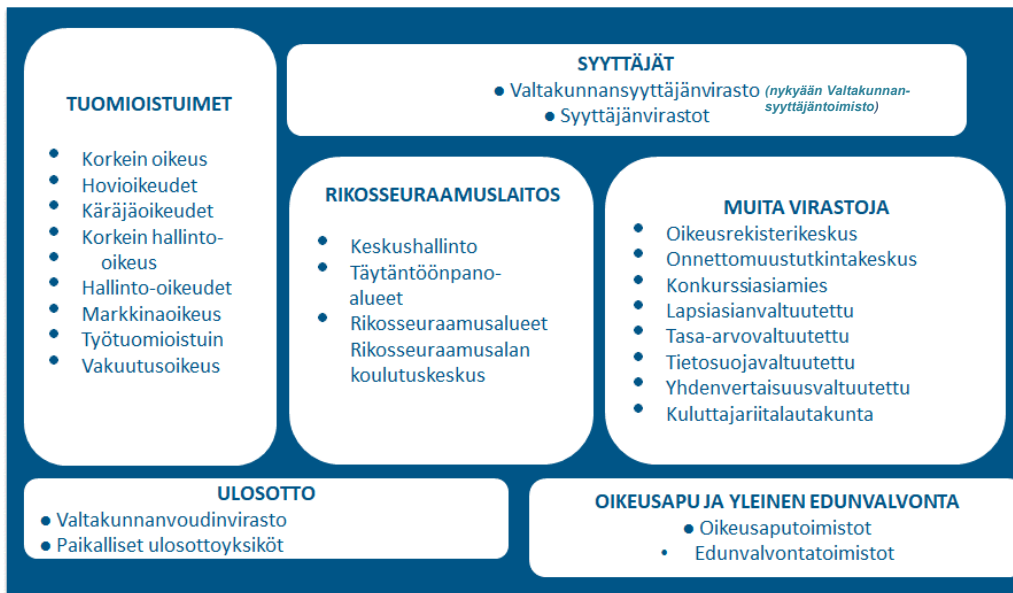 TUOMIOISTUIMET
• Korkein oikeus
• Hovioikeudet
• Käräjäoikeudet
• Korkein hallinto-
• oikeus
• Hallinto-oikeudet
• Markkinaoikeus
• Työtuomioistuin
• Vakuutusoikeus
SYYTTÄJÄT
● Valtakunnansyyttäjänvirasto (nykyään Valtakunnan-
syyttäjäntoimisto)
● Syyttäjänvirastot
RIKOSSEURAAMUSLAITOS
• Keskushallinto
• Täytäntöönpano-
alueet
• Rikosseuraamusalueet
Rikosseuraamusalan
koulutuskeskus
MUITA VIRASTOJA
• Oikeusrekisterikeskus
• Onnettomuustutkintakeskus
• Konkurssiasiamies
• Lapsiasianvaltuutettu
• Tasa-arvovaltuutettu
• Tietosuojavaltuutettu
• Yhdenvertaisuusvaltuutettu
• Kuluttajariitalautakunta
ULOSOTTO
● Valtakunnanvoudinvirasto
● Paikalliset ulosottoyksiköt
OIKEUSAPU JA YLEINEN EDUNVALVONTA
● Oikeusaputoimistot
• Edunvalvontatoimistot